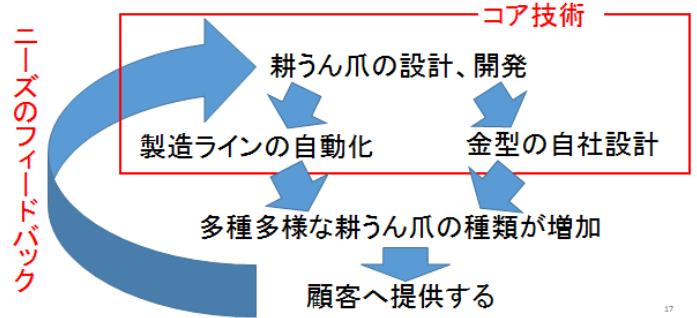 コア技術
耕うん爪の設計、開発
製造ラインの自動化
金型の自社設計
多種多様な耕うん爪の種類が増加
顧客へ提供する
ニーズのフィードバック
17